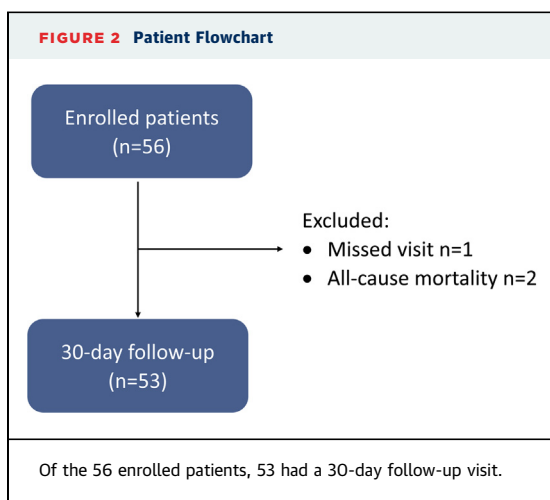 FIGURE 2 Patient Flowchart
Enrolled patients
(n=56)
Excluded:
• Missed visit n=1
• All-cause mortality n=2
30-day follow-up
(n=53)
Of the 56 enrolled patients, 53 had a 30-day follow-up visit.